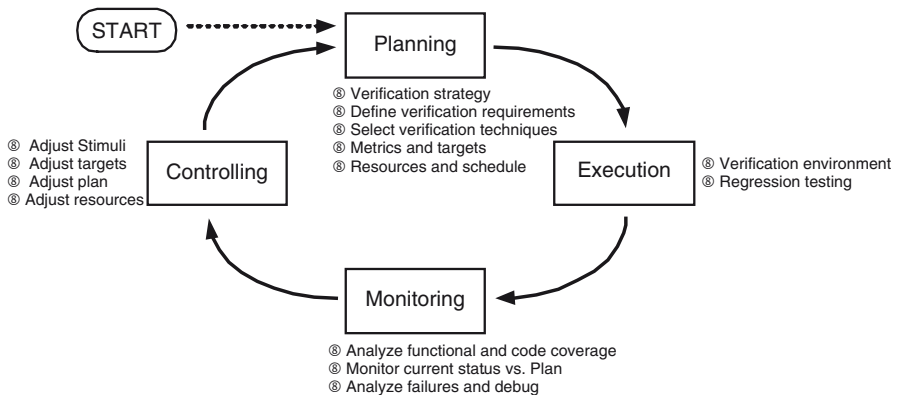 START
Planning
⑧ Verification strategy
⑧ Define verification requirements
⑧ Select verification techniques
⑧ Metrics and targets
⑧ Resources and schedule
Execution
⑧ Verification environment
⑧ Regression testing
Monitoring
⑧ Analyze functional and code coverage
⑧ Monitor current status vs. Plan
⑧ Analyze failures and debug
Controlling
⑧ Adjust Stimuli
⑧ Adjust targets
⑧ Adjust plan
⑧ Adjust resources